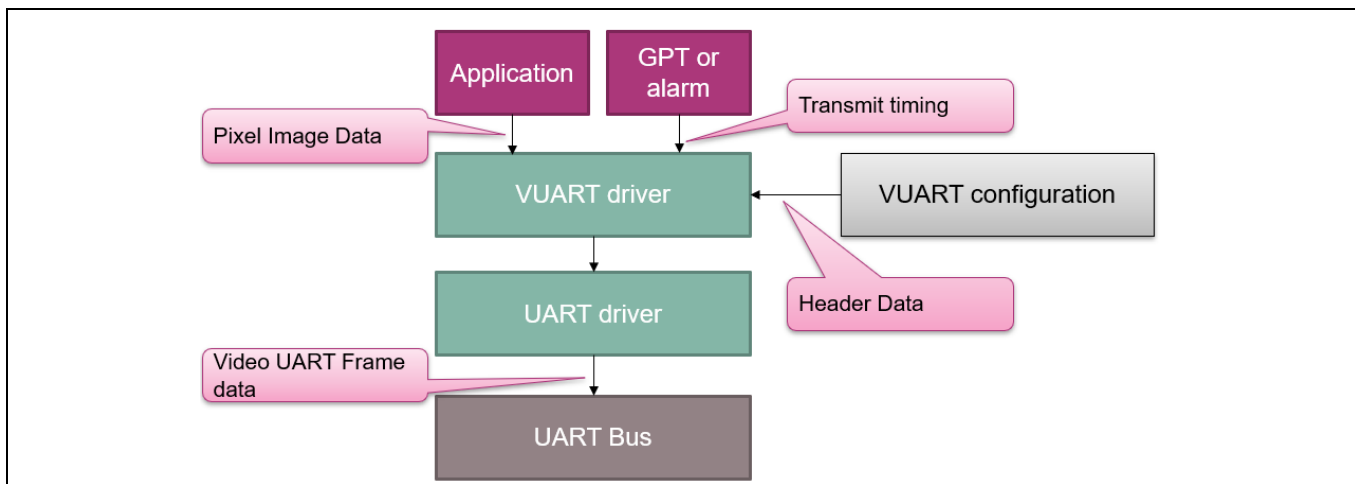 Application
GPT or
alarm
Transmit timing
Pixel Image Data
VUART driver
VUART configuration
Header Data
UART driver
Video UART Frame
data
UART Bus